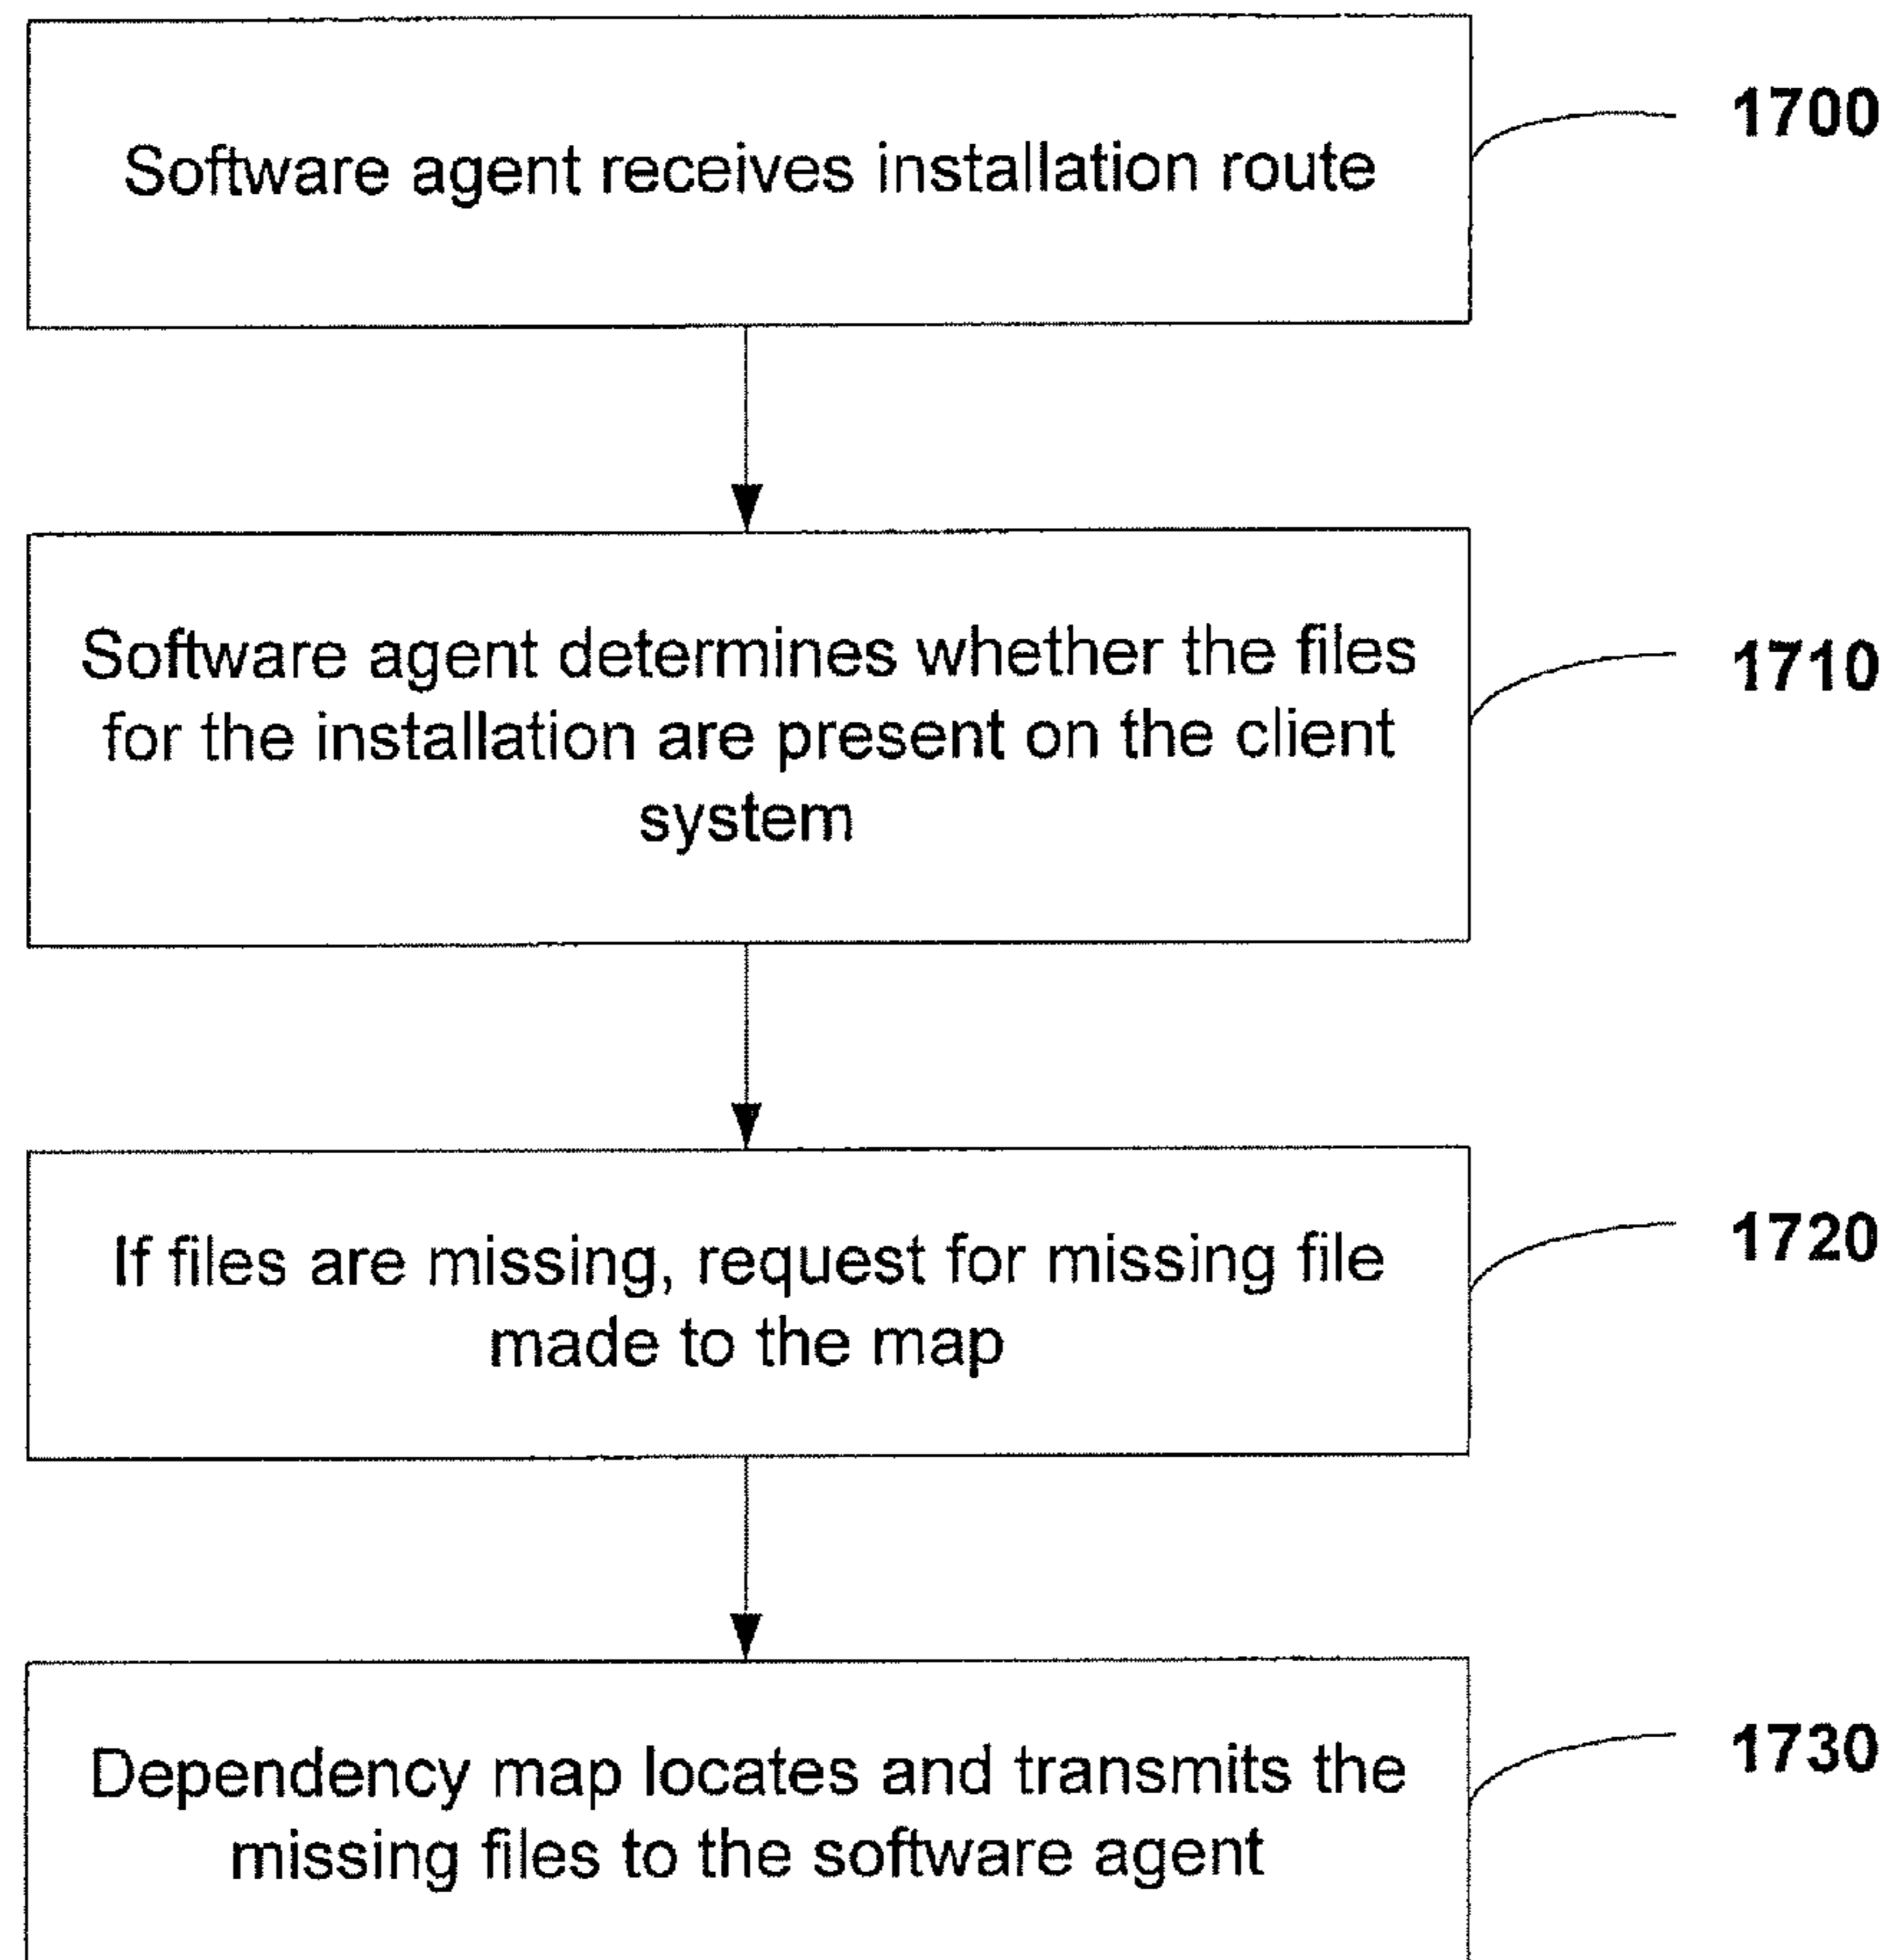 Software agent receives installation route
1700
Software agent determines whether the files
for the installation are present on the client
system
1710
If files are missing, request for missing file
made to the map
1720
Dependency map locates and transmits the
missing files to the software agent
1730